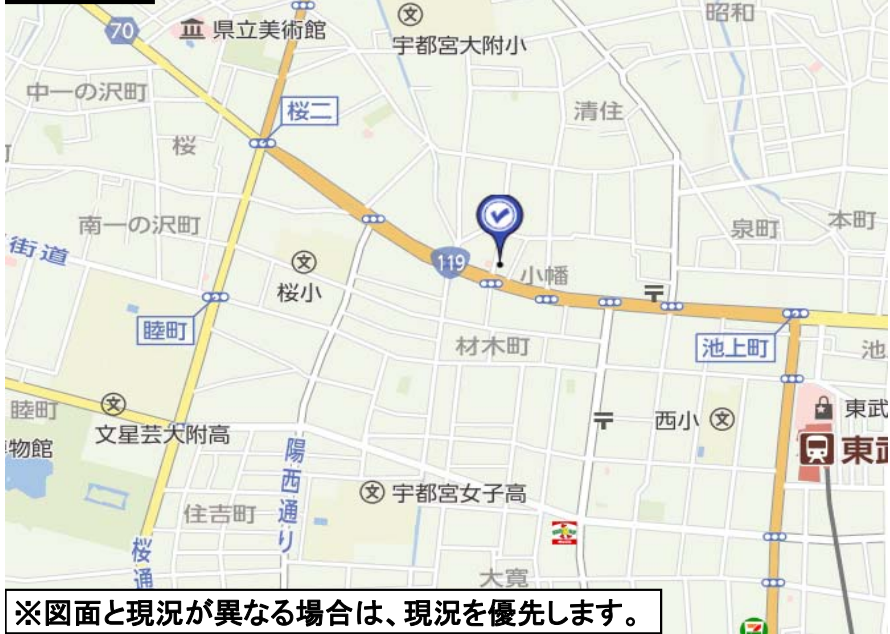 70
県立美術館
宇都宮大附小
昭和
中一の沢町
桜二
清住
桜
南一の沢町
泉町
本町
街道
桜小
119
小幡
睦町
材木町
池上町
池
睦町
文星芸大附高
西小
東武
物館
陽西通り
東武
宇都宮女子高
住吉町
桜通
大寛
7
※図面と現況が異なる場合は、現況を優先します。